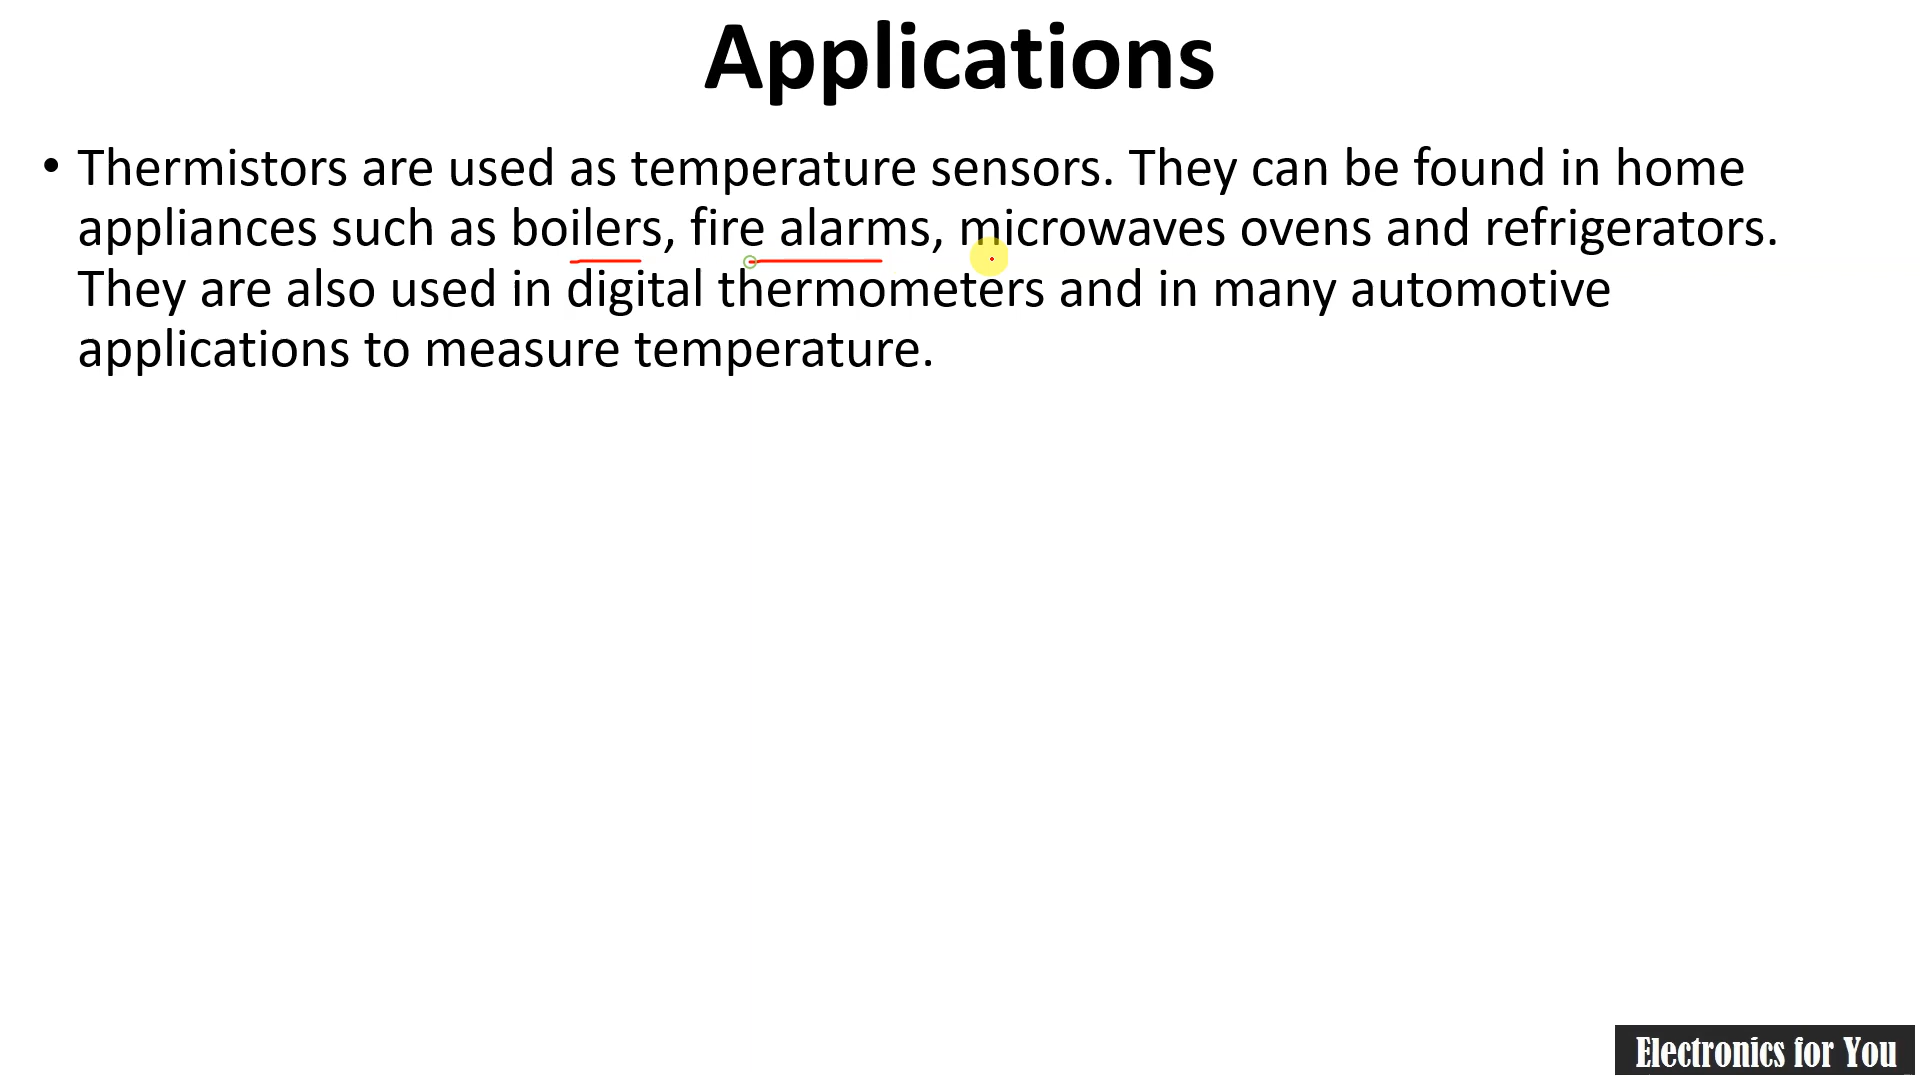 Applications
• Thermistors are used as temperature sensors. They can be found in home
appliances such as boilers, fire alarms, microwaves ovens and refrigerators.
They are also used in digital thermometers and in many automotive
applications to measure temperature.
Electronics for You